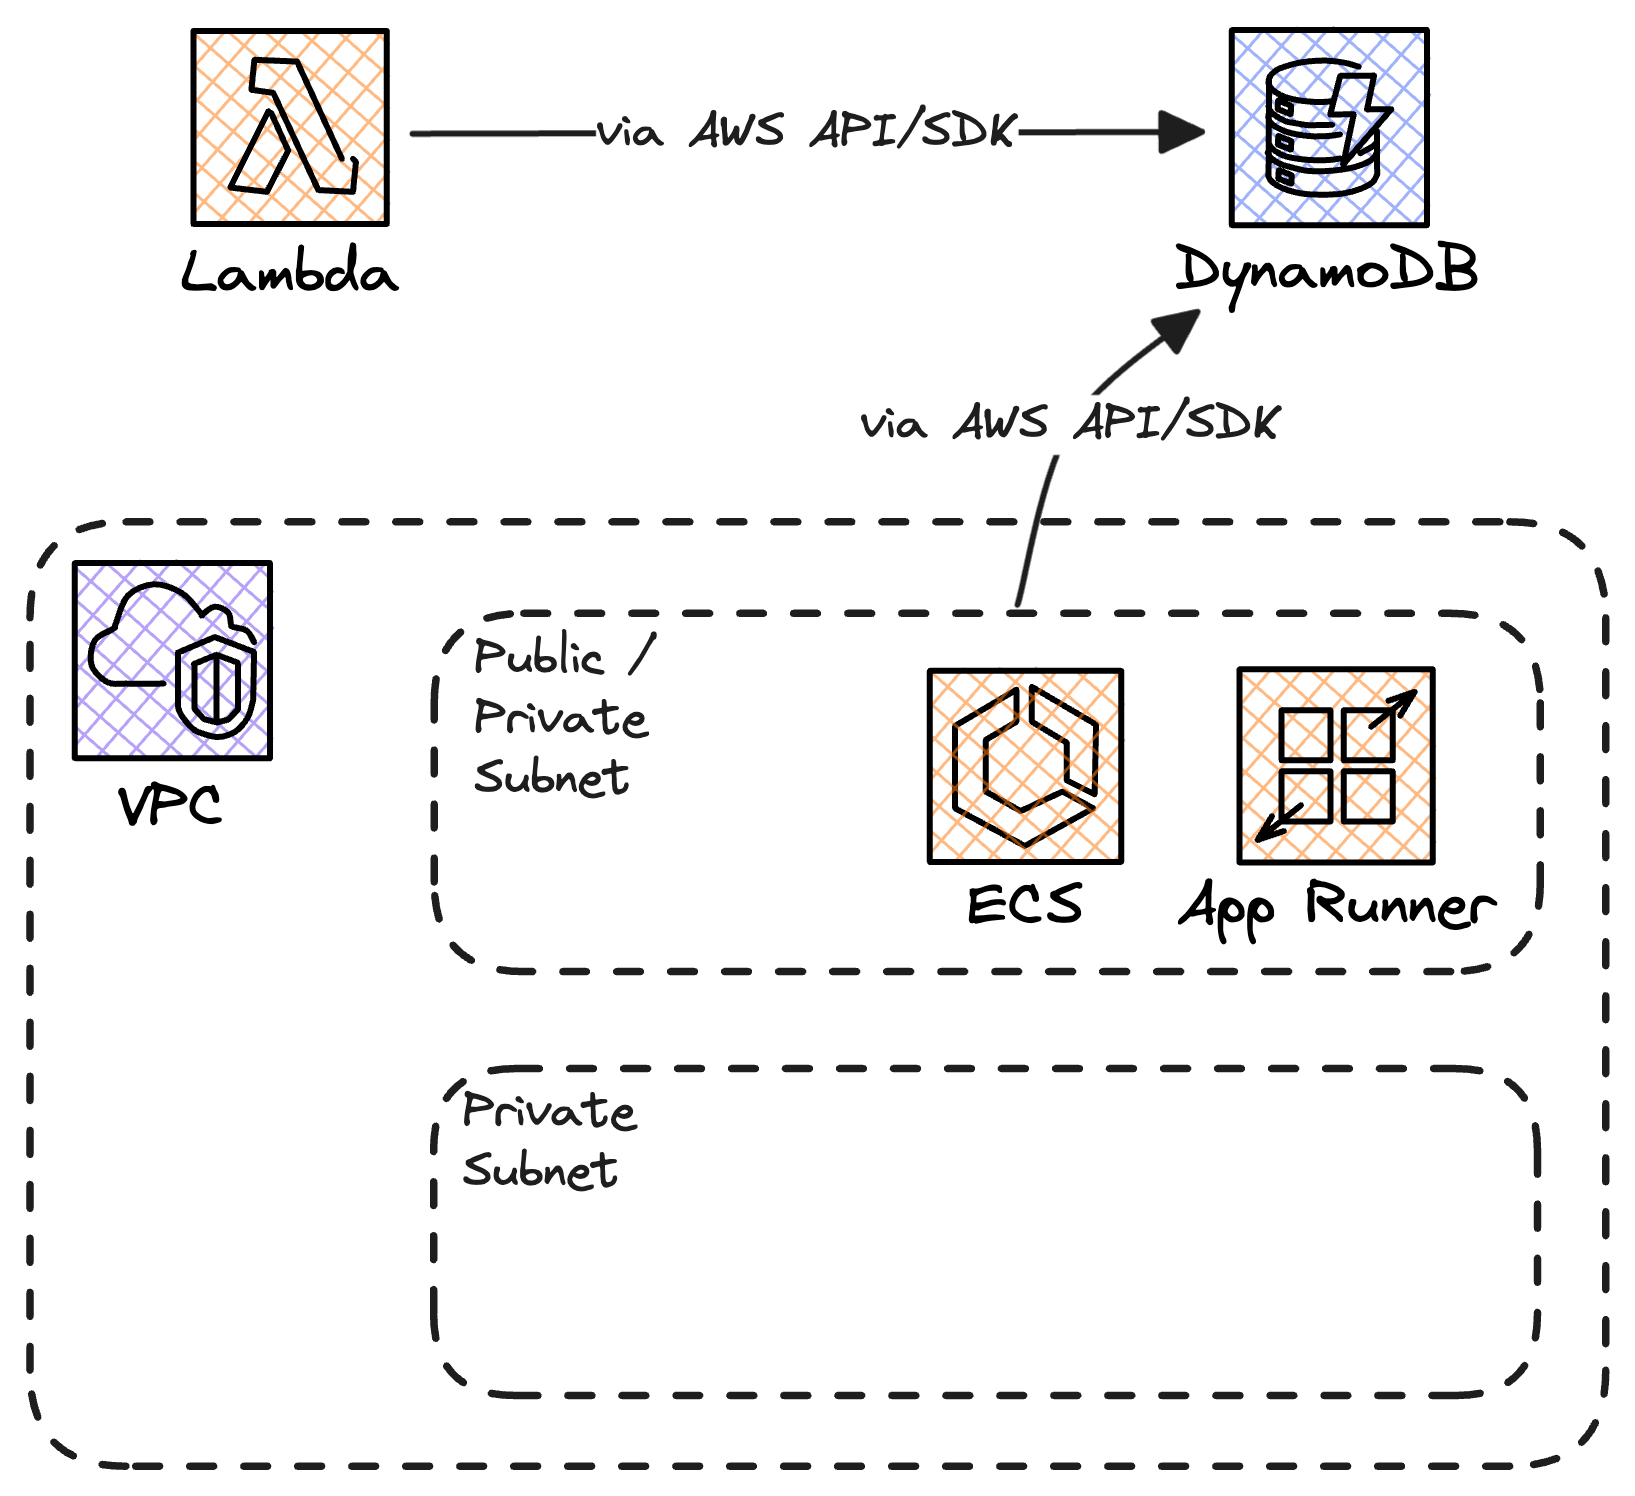 via AWS API/SDK
Lambda
DynamoDB
via AWS API/SDK
VPC
Public /
Private
Subnet
ECS
App Runner
Private
Subnet